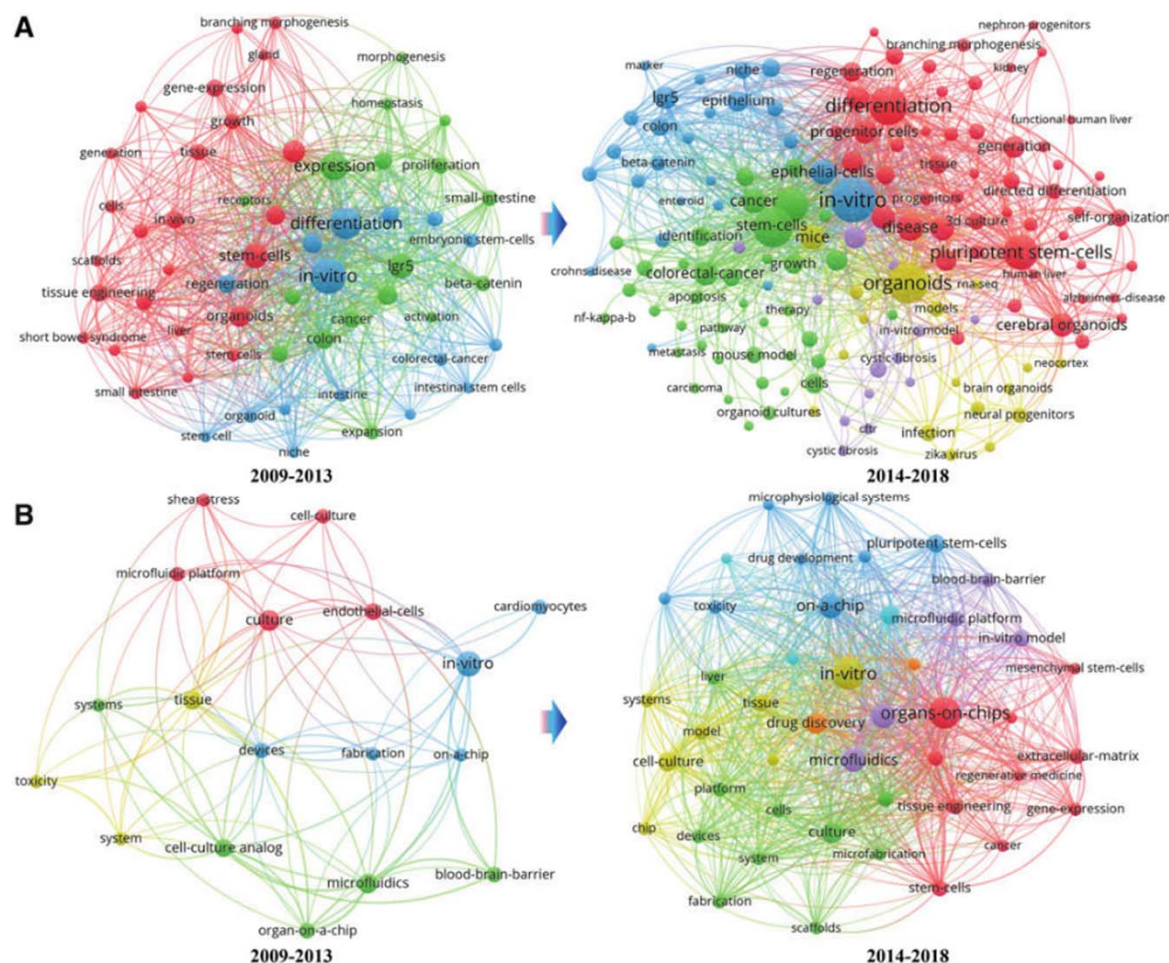 A
branching morphogenesis
gland
morphogenesis
gene-expression
homeostasis
growth
generation
tissue
expression
proliferation
receptors
small-intestine
cells
in-vivo
differentiation
embryonic stem-cells
scaffolds
stem-cells
lgr5
regeneration
in-vitro
beta-catenin
tissue engineering
organoids
cancer
activation
short bowel-syndrome
liver
colon
stem cells
colorectal-cancer
small intestine
intestine
intestinal stem cells
organoid
stem cell
expansion
niche
2009-2013
nephron-progenitors
branching morphogenesis
marker
niche
regeneration
kidney
lgr5
epithelium
differentiation
functional human liver
colon
progenitor cells
generation
beta-catenin
epithelial-cells
tissue
enteroid
cancer
in-vitro
progenitors
directed differentiation
stem-cells
3d culture
self-organization
identification
mice
disease
crohns-disease
colorectal-cancer
growth
pluripotent stem-cells
human liver
apoptosis
organoids
rna-seq
alzheimers-disease
nf-kappa-b
therapy
models
pathway
in-vitro model
cerebral organoids
metastasis
mouse model
cystic-fibrosis
neocortex
carcinoma
cells
brain organoids
organoid cultures
neural progenitors
cftr
infection
cystic fibrosis
zika virus
2014-2018
B
shear-stress
cell-culture
microfluidic platform
culture
endothelial-cells
cardiomyocytes
in-vitro
systems
tissue
devices
fabrication
on-a-chip
toxicity
system
cell-culture analog
microfluidics
blood-brain-barrier
organ-on-a-chip
2009-2013
microphysiological systems
drug development
pluripotent stem-cells
blood-brain-barrier
toxicity
on-a-chip
microfluidic platform
in-vitro model
liver
in-vitro
mesenchymal stem-cells
systems
tissue
organs-on-chips
model
drug discovery
cell-culture
microfluidics
extracellular-matrix
regenerative medicine
platform
cells
tissue engineering
gene-expression
chip
devices
culture
cancer
system
microfabrication
stem-cells
fabrication
scaffolds
2014-2018